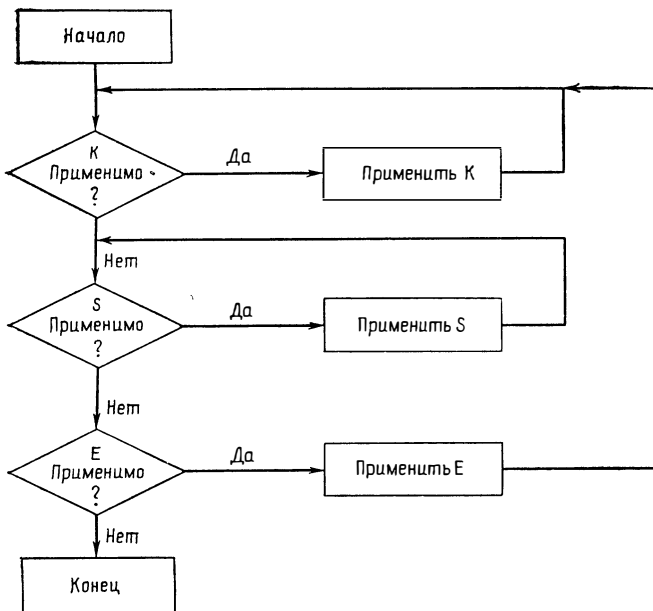 Начало
K
Применимо
?
Да
Применить K
Нет
S
Применимо
?
Да
Применить S
Нет
E
Применимо
?
Да
Применить E
Нет
Конец